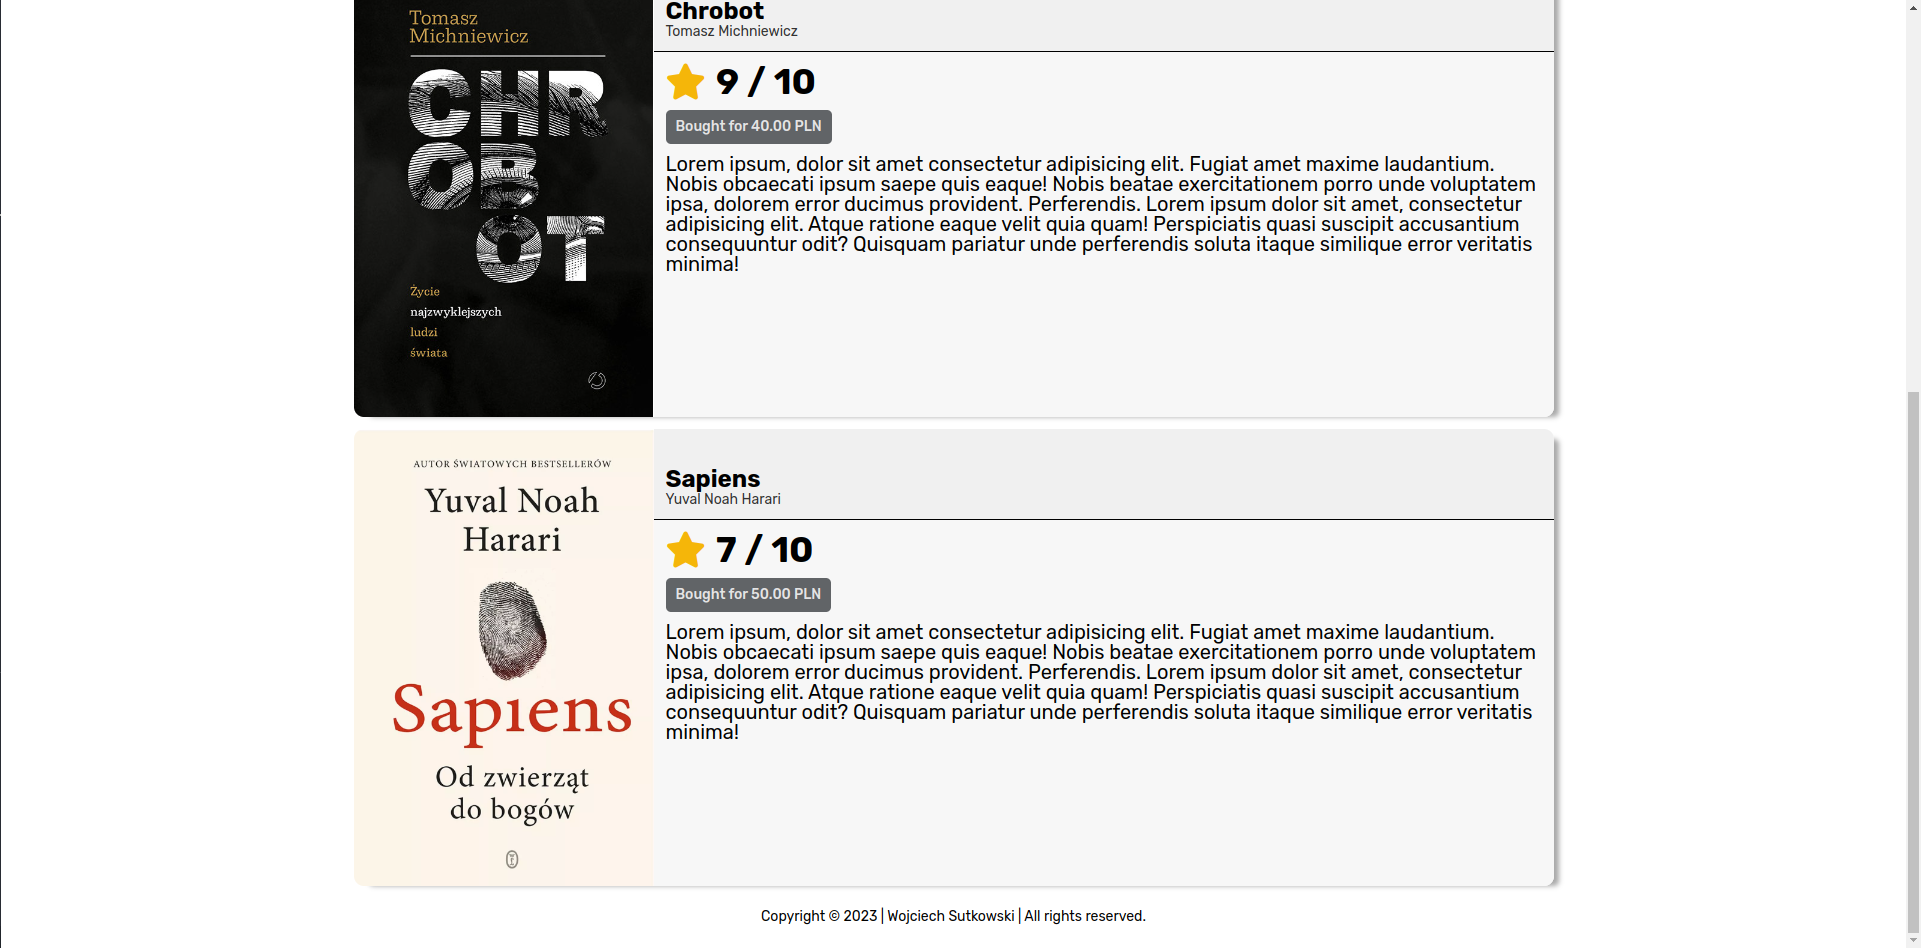 Tomasz
Michniewicz
CHR
OB
OT
Życie
najzwyklejszych
ludzi
świata
Chrobot
Tomasz Michniewicz
9 / 10
Bought for 40.00 PLN
Lorem ipsum, dolor sit amet consectetur adipisicing elit. Fugiat amet maxime laudantium.
Nobis obcaecati ipsum saepe quis eaque! Nobis beatae exercitationem porro unde voluptatem
ipsa, dolorem error ducimus provident. Perferendis. Lorem ipsum dolor sit amet, consectetur
adipisicing elit. Atque ratione eaque velit quia quam! Perspiciatis quasi suscipit accusantium
consequuntur odit? Quisquam pariatur unde perferendis soluta itaque similique error veritatis
minima!
AUTOR ŚWIATOWYCH BESTSELLERÓW
Yuval Noah
Harari
Sapiens
Od zwierząt
do bogów
Sapiens
Yuval Noah Harari
7 / 10
Bought for 50.00 PLN
Lorem ipsum, dolor sit amet consectetur adipisicing elit. Fugiat amet maxime laudantium.
Nobis obcaecati ipsum saepe quis eaque! Nobis beatae exercitationem porro unde voluptatem
ipsa, dolorem error ducimus provident. Perferendis. Lorem ipsum dolor sit amet, consectetur
adipisicing elit. Atque ratione eaque velit quia quam! Perspiciatis quasi suscipit accusantium
consequuntur odit? Quisquam pariatur unde perferendis soluta itaque similique error veritatis
minima!
Copyright © 2023 | Wojciech Sutkowski | All rights reserved.